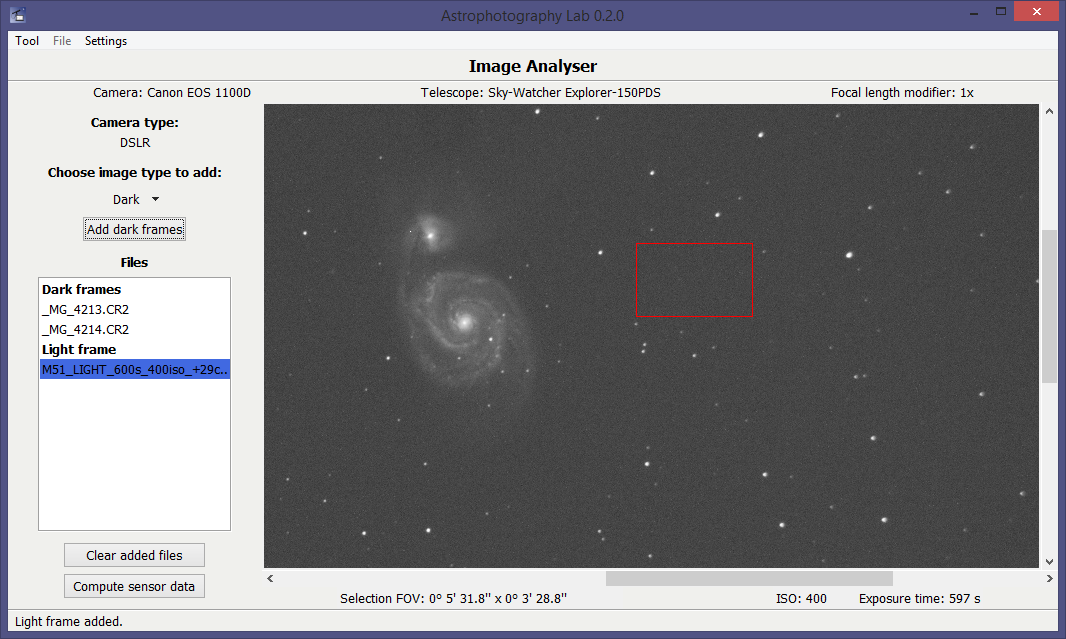 Astrophotography Lab 0.2.0
Tool File Settings
Image Analyser
Camera: Canon EOS 1100D Telescope: Sky-Watcher Explorer-150PDS Focal length modifier: 1x
Camera type:
DSLR
Choose image type to add:
Dark
Add dark frames
Files
Dark frames
_MG_4213.CR2
_MG_4214.CR2
Light frame
M51_LIGHT_600s_400iso_+29c..
Clear added files
Compute sensor data
Selection FOV: 0º 5' 31.8" x 0º 3' 28.8" ISO: 400 Exposure time: 597 s
Light frame added.